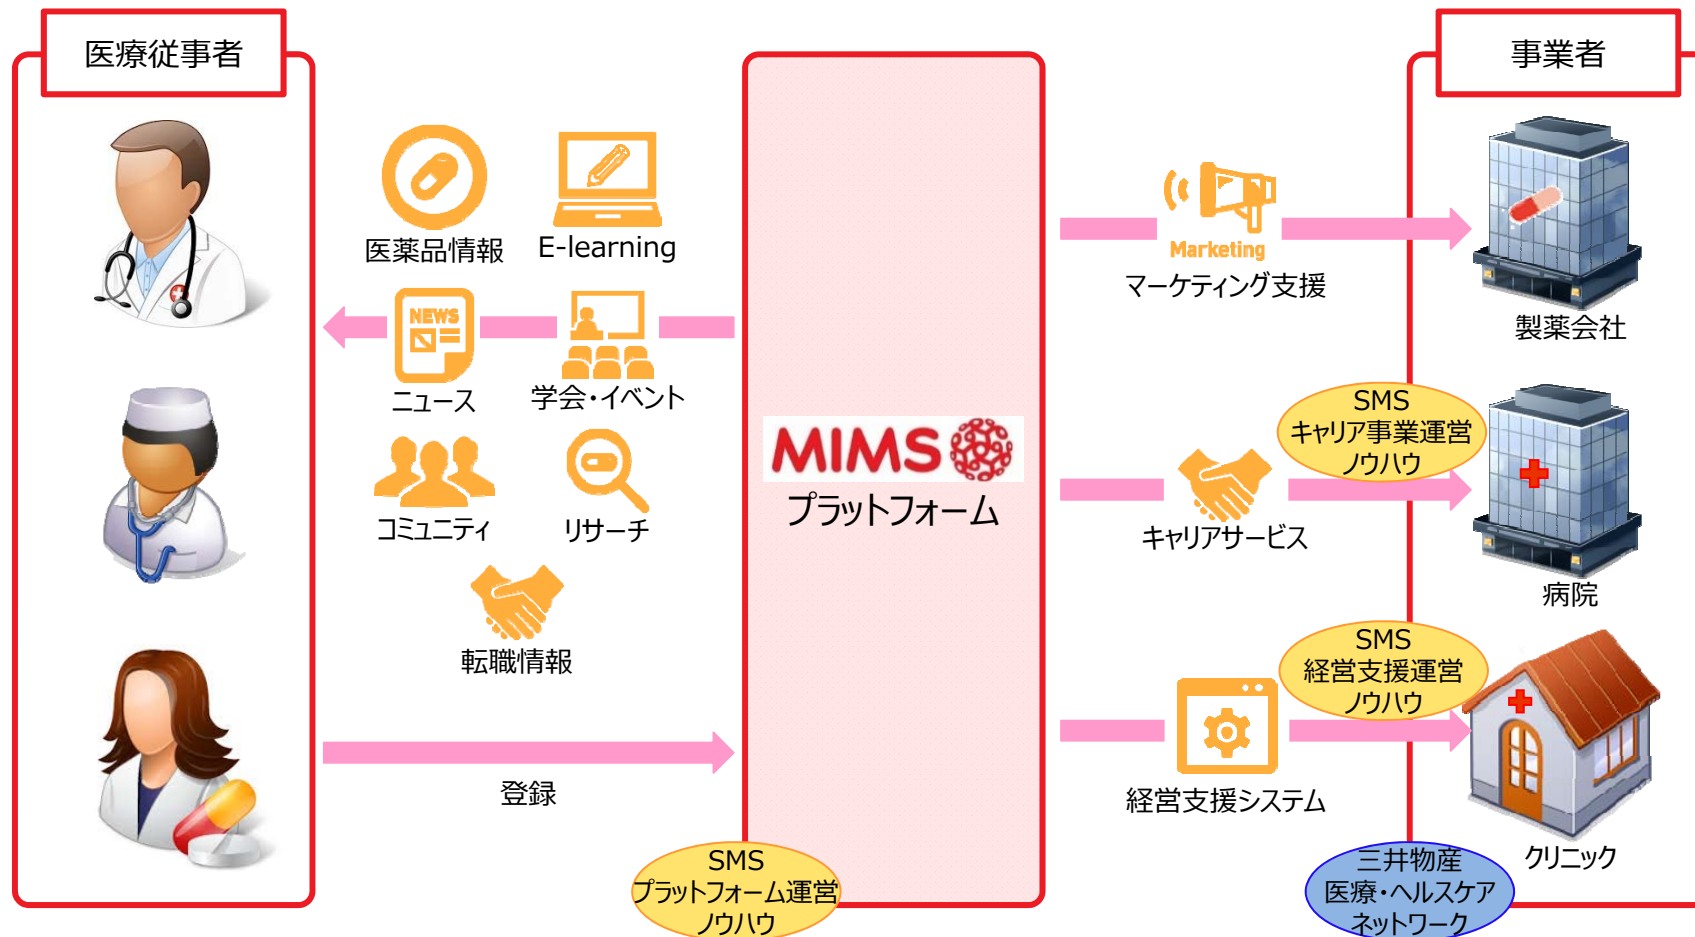 医療従事者
事業者
医薬品情報
E-learning
NEWS
ニュース
学会・イベント
コミュニティ
リサーチ
転職情報
登録
MIMS
プラットフォーム
SMS
プラットフォーム運営
ノウハウ
Marketing
マーケティング支援
製薬会社
SMS
キャリア事業運営
ノウハウ
キャリアサービス
病院
SMS
経営支援運営
ノウハウ
経営支援システム
クリニック
三井物産
医療・ヘルスケア
ネットワーク